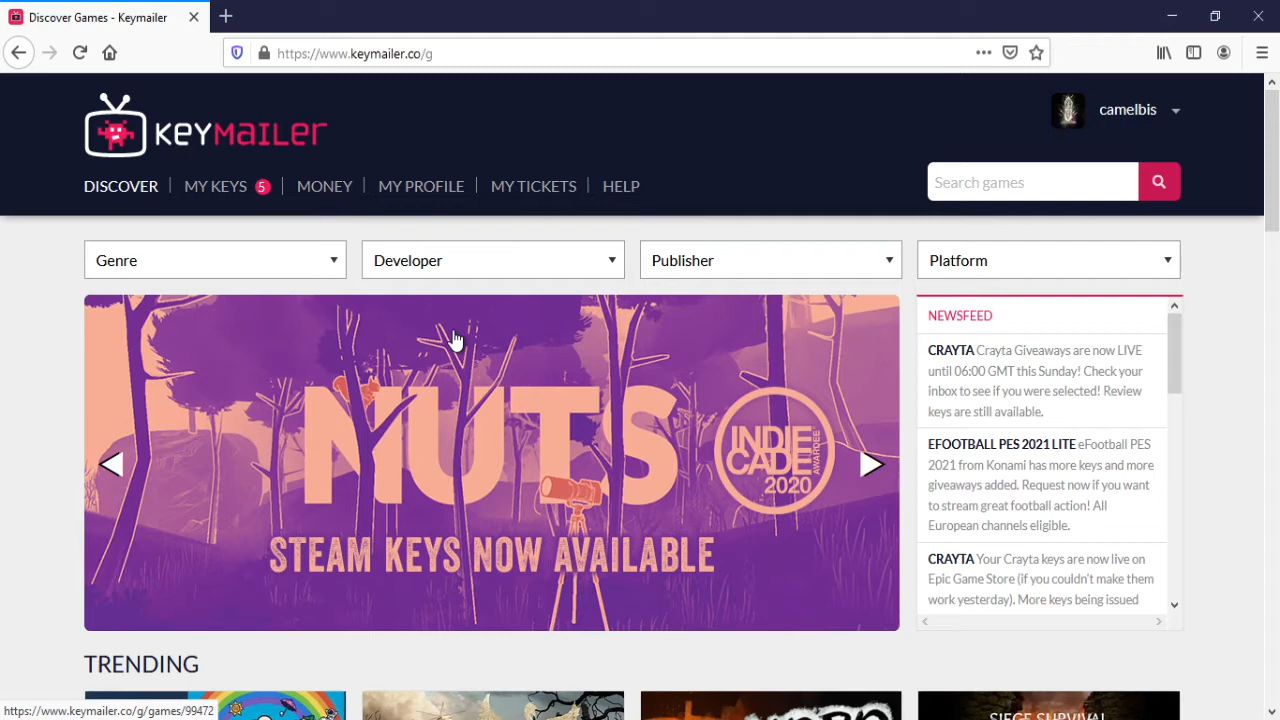 Discover Games - Keymailer
https://www.keymailer.co/g
KEYMAILER
camelbis
DISCOVER
MY KEYS 5
MONEY
MY PROFILE
MY TICKETS
HELP
Search games
Genre
Developer
Publisher
Platform
NUTS
INDIE
CADE
2020
AWARDEE
STEAM KEYS NOW AVAILABLE
NEWSFEED
CRAYTA Crayta Giveaways are now LIVE
until 06:00 GMT this Sunday! Check your
inbox to see if you were selected! Review
keys are still available.
EFOOTBALL PES 2021 LITE eFootball PES
2021 from Konami has more keys and more
giveaways added. Request now if you want
to stream great football action! All
European channels eligible.
CRAYTA Your Crayta keys are now live on
Epic Game Store (if you couldn't make them
work yesterday). More keys being issued
TRENDING
SIEGE SURVIVAL
https://www.keymailer.co/g/games/99472